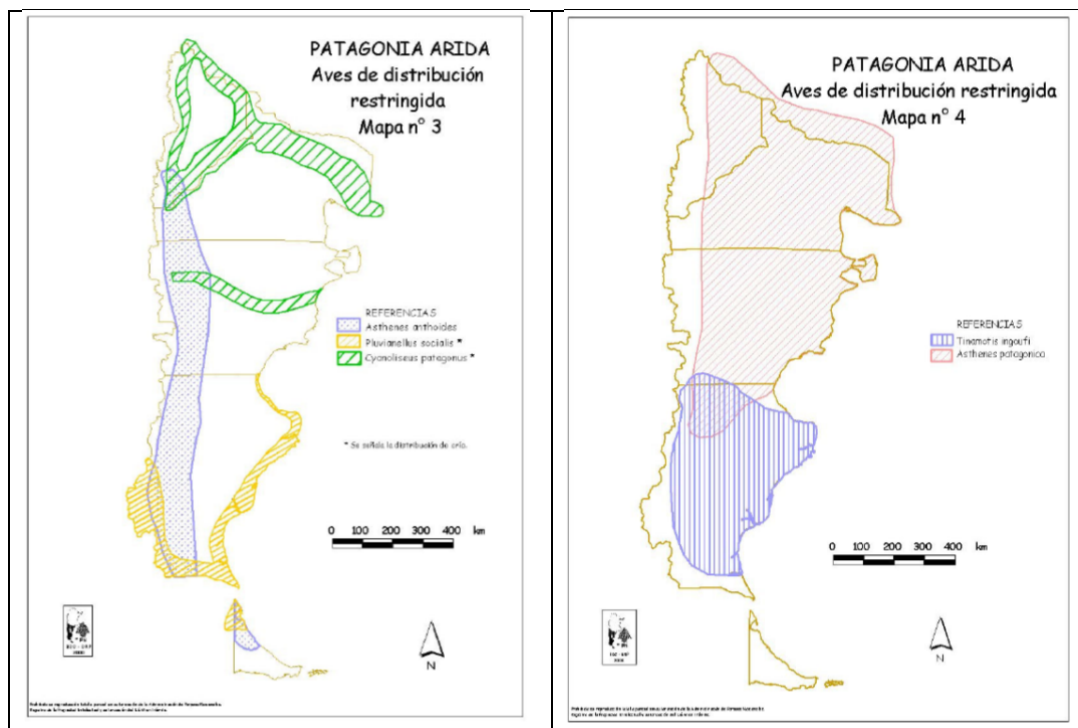 PATAGONIA ARIDA
Aves de distribución
restringida
Mapa n° 3
REFERENCIAS
Asthenes anthoides
Pluvianellus socialis *
Cyanoliseus patagonus *
* Se señala la distribución de cría.
0 100 200 300 400 km
N
PATAGONIA ARIDA
Aves de distribución restringida
Mapa n° 4
REFERENCIAS
Tinamotis ingoufi
Asthenes patagonica
0 100 200 300 400 km
N